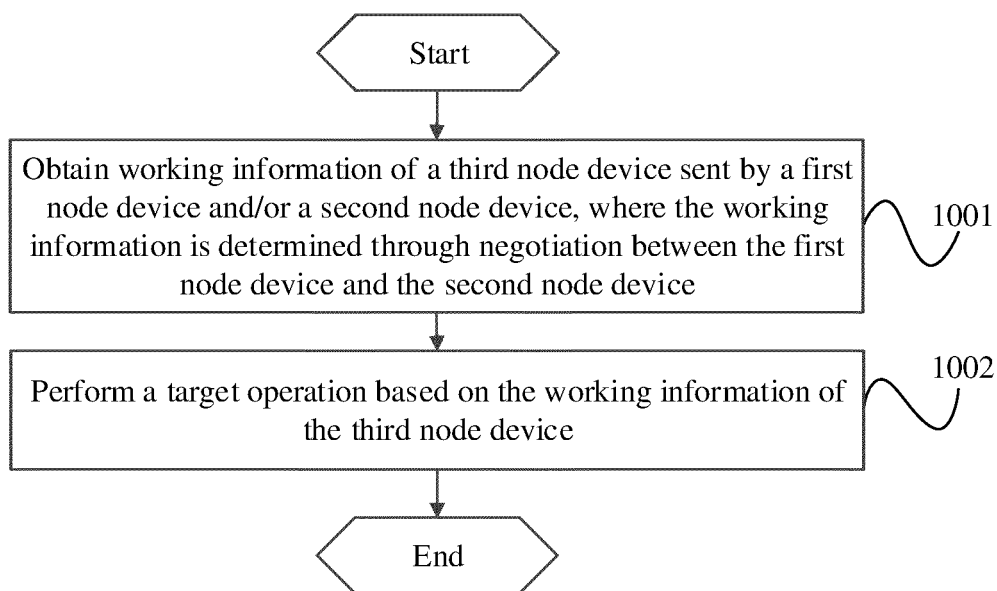 Start
Obtain working information of a third node device sent by a first
node device and/or a second node device, where the working
information is determined through negotiation between the first
node device and the second node device
1001
Perform a target operation based on the working information of
the third node device
1002
End